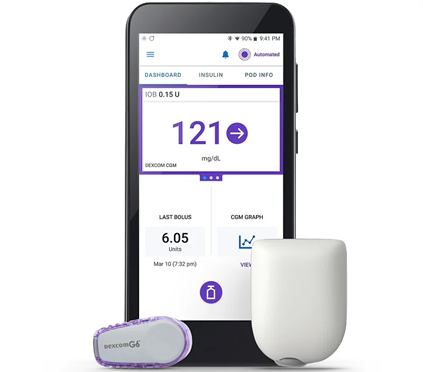 90% 9:41 PM
Automated
DASHBOARD INSULIN POD INFO
IOB 0.15 U
121
mg/dL
DEXCOM CGM
LAST BOLUS CGM GRAPH
6.05
Units
Mar 10 (7:32 pm) VIEW
Dexcom G6